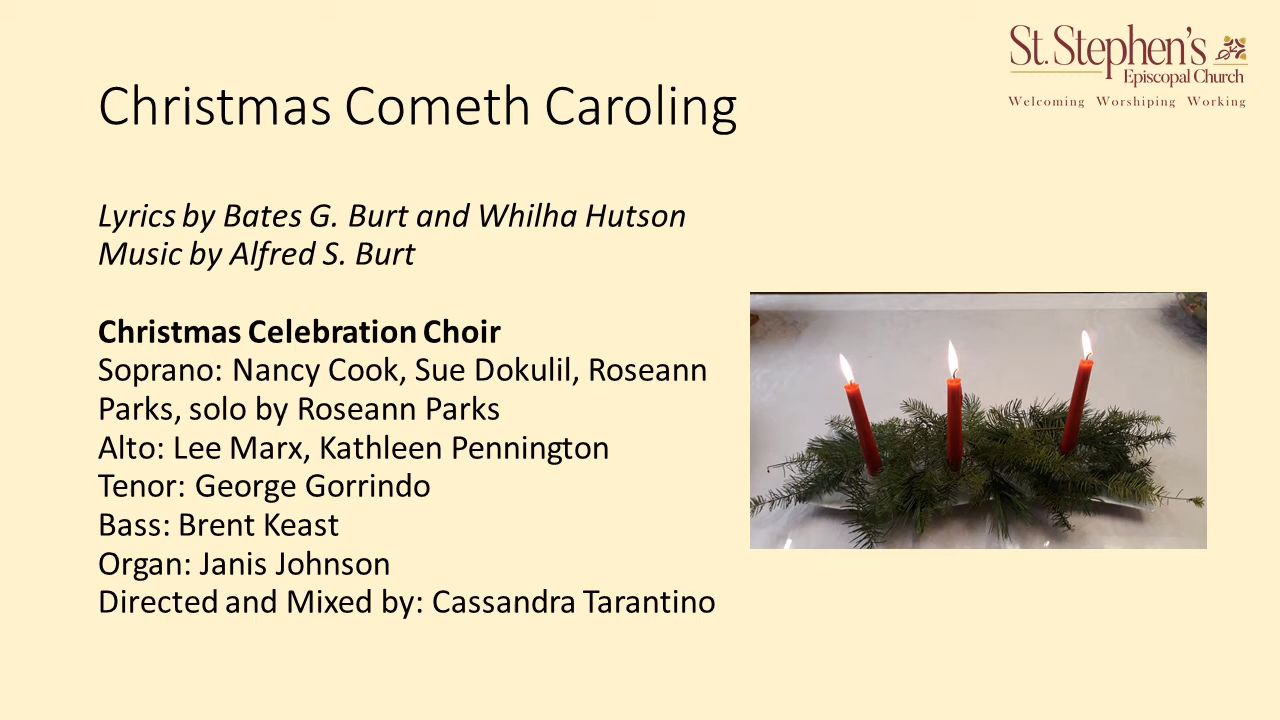 St. Stephen's
Episcopal Church
Welcoming Worshiping Working
Christmas Cometh Caroling
Lyrics by Bates G. Burt and Whilha Hutson
Music by Alfred S. Burt
Christmas Celebration Choir
Soprano: Nancy Cook, Sue Dokulil, Roseann
Parks, solo by Roseann Parks
Alto: Lee Marx, Kathleen Pennington
Tenor: George Gorrindo
Bass: Brent Keast
Organ: Janis Johnson
Directed and Mixed by: Cassandra Tarantino